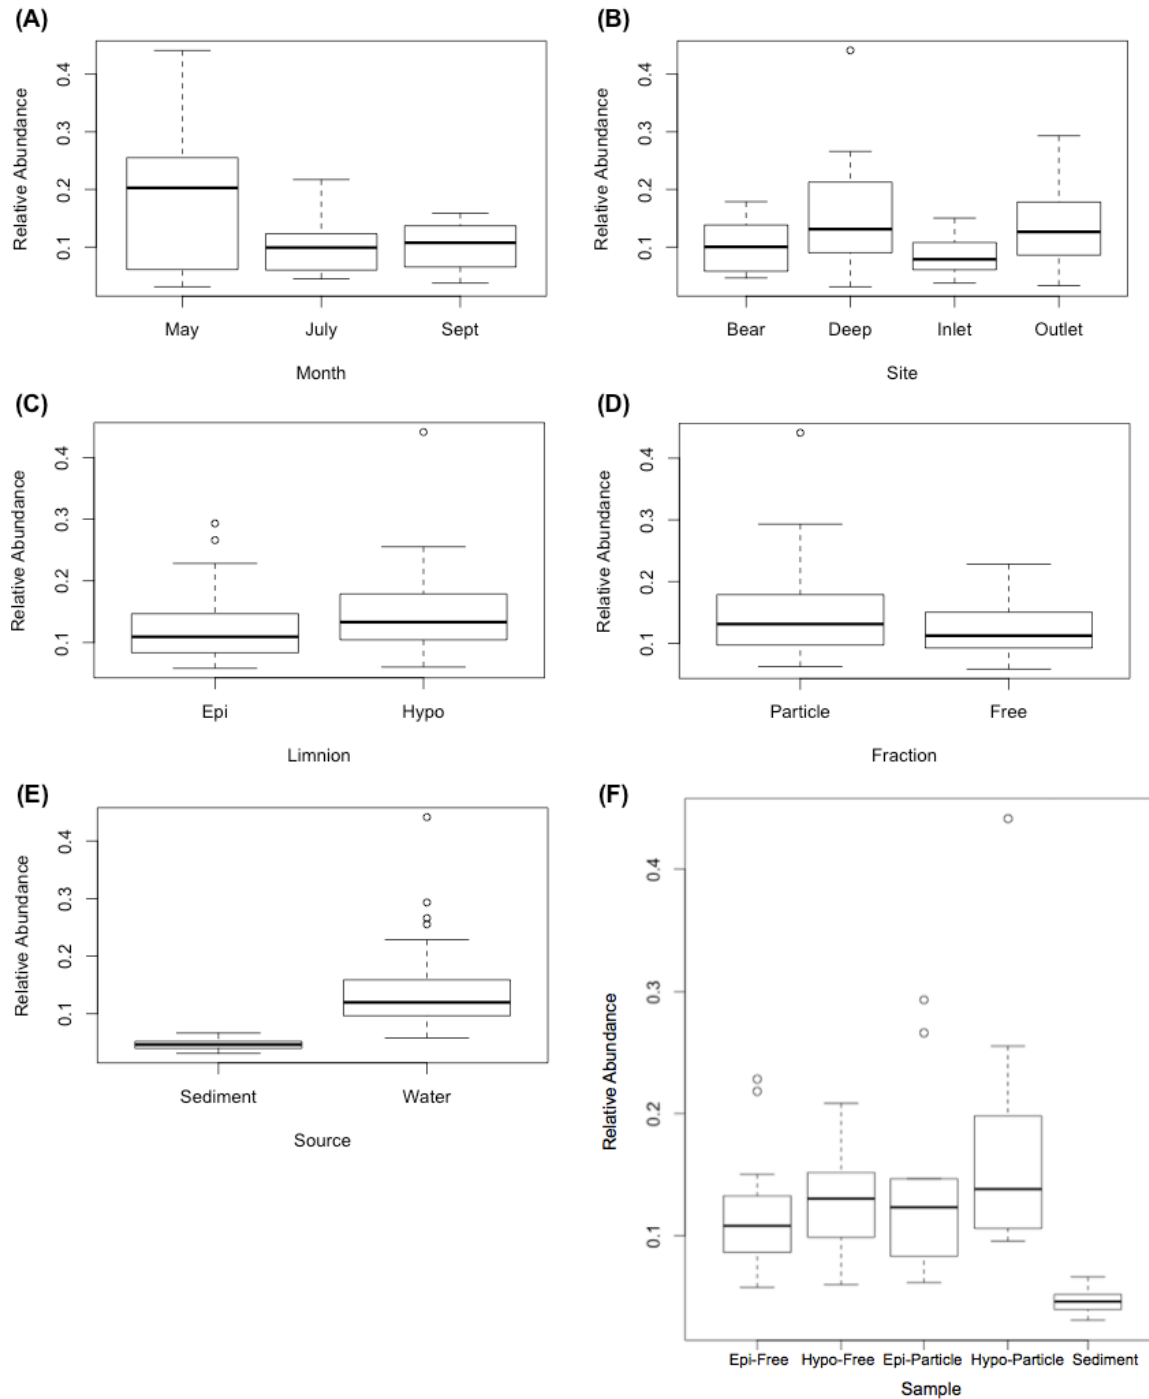 (A)
Relative Abundance
0.4
0.3
0.2
0.1
May July Sept
Month
(B)
Relative Abundance
0.4
0.3
0.2
0.1
Bear Deep Inlet Outlet
Site
(C)
Relative Abundance
0.4
0.3
0.2
0.1
Epi Hypo
Limnion
(D)
Relative Abundance
0.4
0.3
0.2
0.1
Particle Free
Fraction
(E)
Relative Abundance
0.4
0.3
0.2
0.1
Sediment Water
Source
(F)
Relative Abundance
0.4
0.3
0.2
0.1
Epi-Free Hypo-Free Epi-Particle Hypo-Particle Sediment
Sample